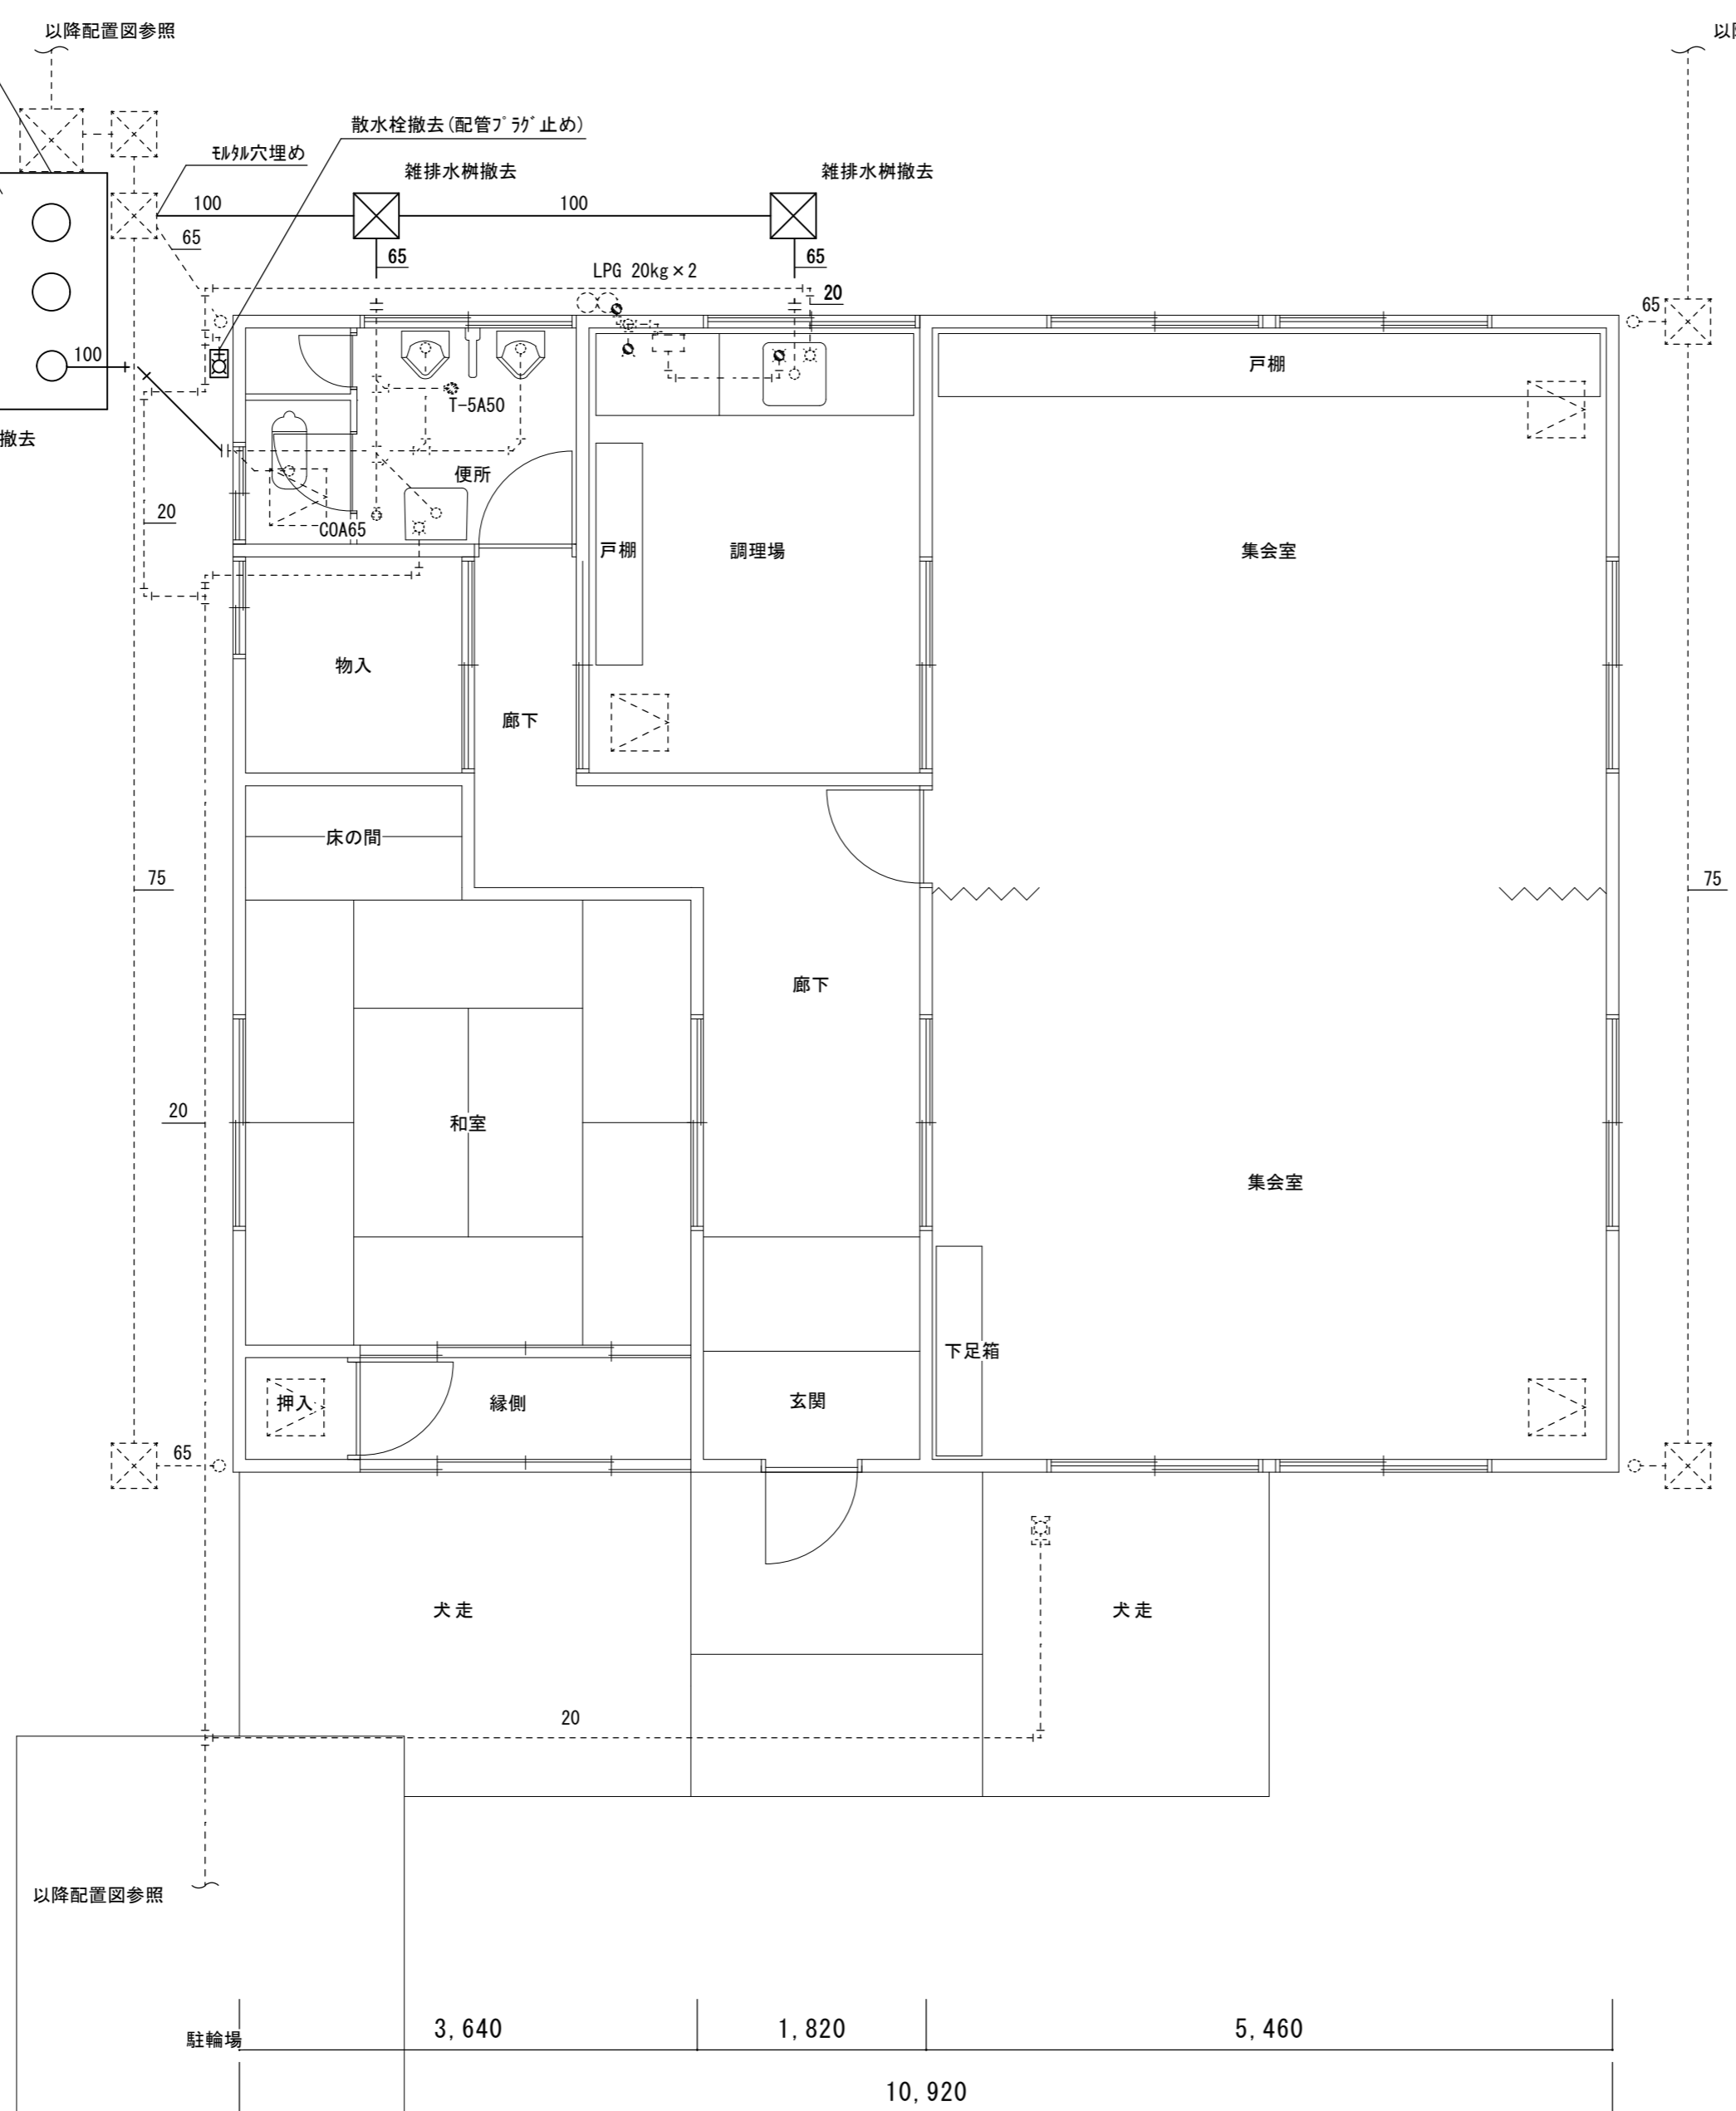 以降配置図参照
以降
散水栓撤去(配管ﾌﾟﾗｸﾞ止め)
ﾓﾙﾀﾙ穴埋め
雑排水桝撤去
雑排水桝撤去
100
100
65
65
65
LPG 20kg×2
20
65
100
戸棚
T-5A50
撤去
便所
20
COA65
戸棚
調理場
集会室
物入
廊下
床の間
75
75
廊下
20
和室
集会室
下足箱
押入
縁側
玄関
65
犬走
犬走
20
以降配置図参照
駐輪場
3,640
1,820
5,460
10,920